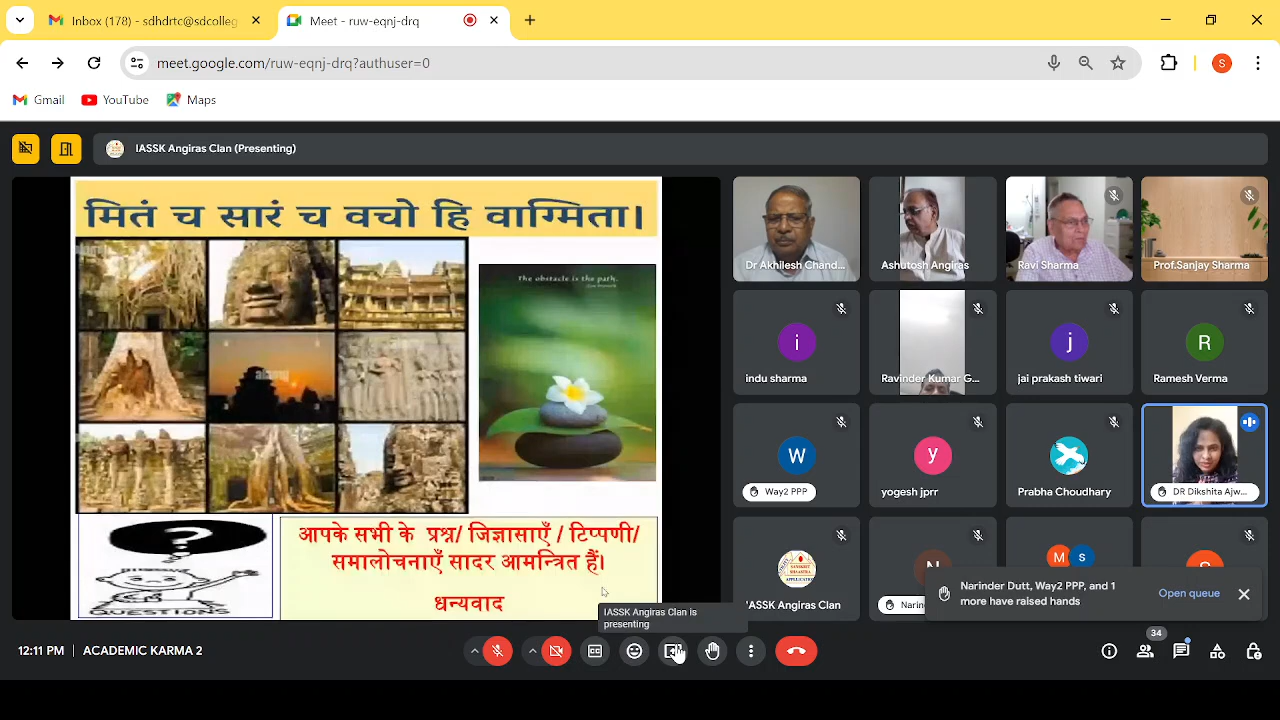 Inbox (178) - sdhdrtc@sdcolleg
Meet - ruw-eqnj-drq
meet.google.com/ruw-eqnj-drq?authuser=0
S
Gmail
YouTube
Maps
IASSK Angiras Clan (Presenting)
मितं च सारं च वचो हि वाग्मिता।
alamy
The obstacle is the path.
QUESTIONS
आपके सभी के प्रश्न/ जिज्ञासाएँ / टिप्पणी/
समालोचनाएँ सादर आमन्त्रित हैं।
धन्यवाद
Dr Akhilesh Chand...
Ashutosh Angiras
Ravi Sharma
Prof.Sanjay Sharma
i
indu sharma
Ravinder Kumar G...
j
jai prakash tiwari
R
Ramesh Verma
W
Way2 PPP
y
yogesh jprr
Prabha Choudhary
DR Dikshita Ajw...
IASSK Angiras Clan
N
Narin
M
s
Narinder Dutt, Way2 PPP, and 1
more have raised hands
Open queue
IASSK Angiras Clan is
presenting
12:11 PM
ACADEMIC KARMA 2
34